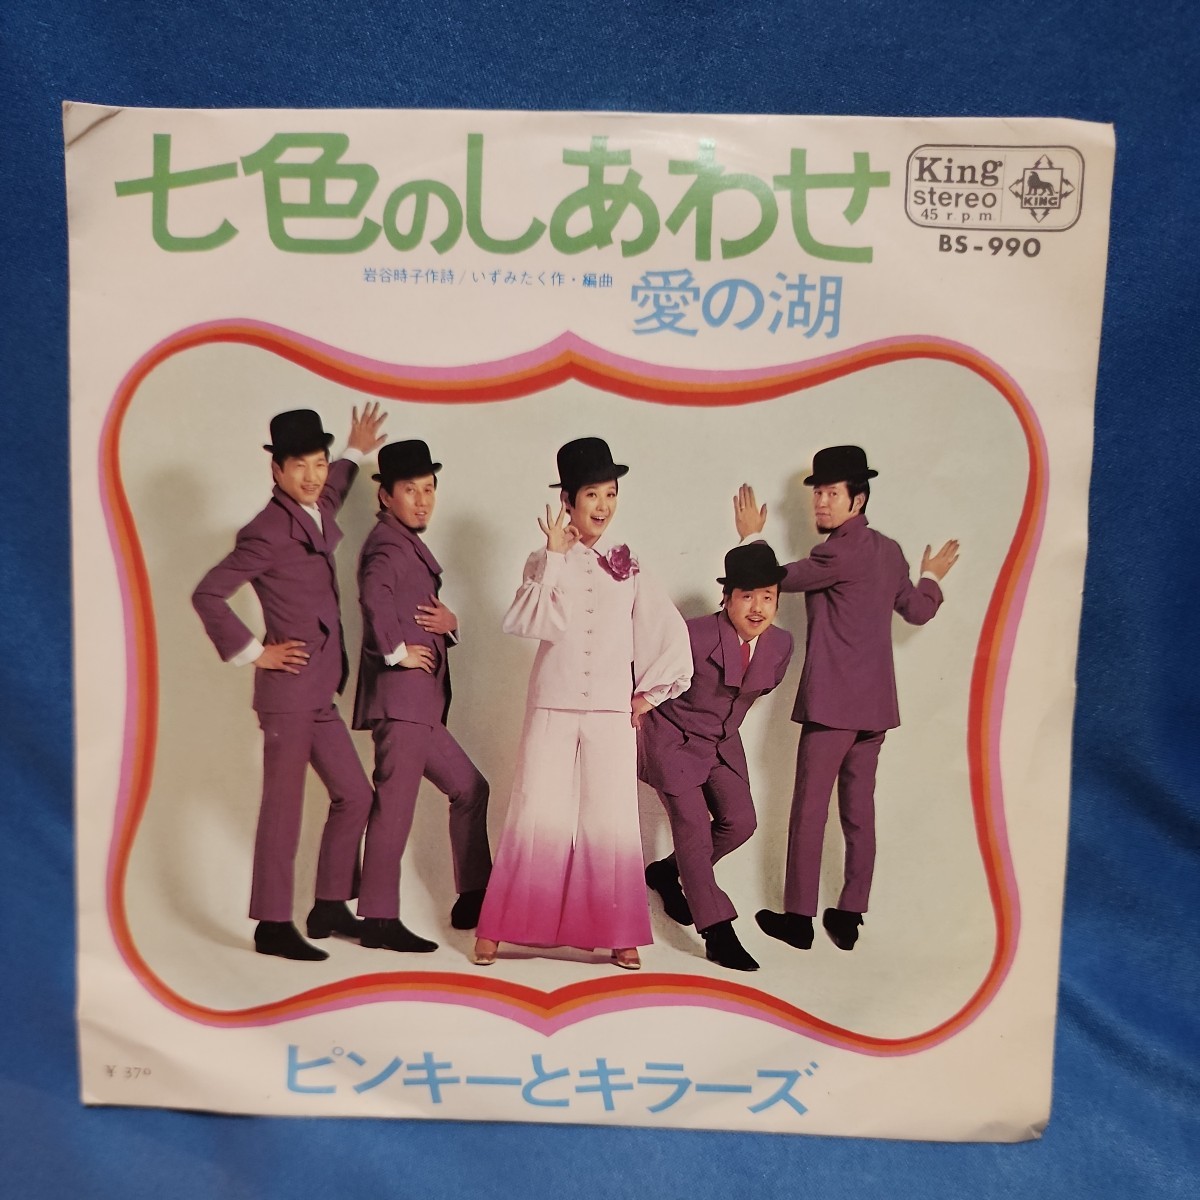 七色のしあわせ
岩谷時子作詩/いずみたく作・編曲
愛の湖
King
stereo
45 r.p.m.
KING
BS-990
ピンキーとキラーズ
¥ 370